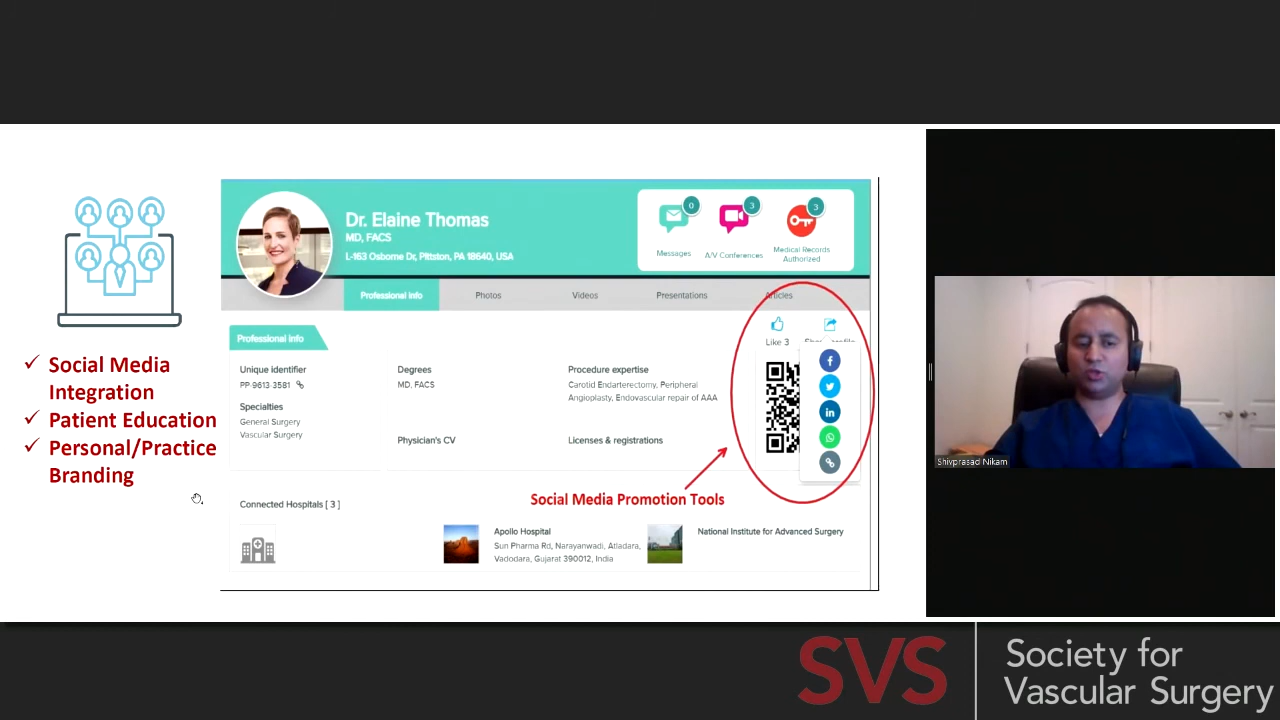 Social Media
Integration
Patient Education
Personal/Practice
Branding
Dr. Elaine Thomas
MD, FACS
L-163 Osborne Dr, Pittston, PA 18640, USA
0
3
3
Messages
A/V Conferences
Medical Records
Authorized
Professional info
Photos
Videos
Presentations
Articles
Professional info
Like 3
Share profile
Unique identifier
PP-9613-3581
Specialties
General Surgery
Vascular Surgery
Degrees
MD, FACS
Physician's CV
Procedure expertise
Carotid Endarterectomy, Peripheral
Angioplasty, Endovascular repair of AAA
Licenses & registrations
Social Media Promotion Tools
Connected Hospitals [ 3 ]
Apollo Hospital
Sun Pharma Rd, Narayanwadi, Atladara,
Vadodara, Gujarat 390012, India
National Institute for Advanced Surgery
Shivprasad Nikam
SVS
Society for
Vascular Surgery